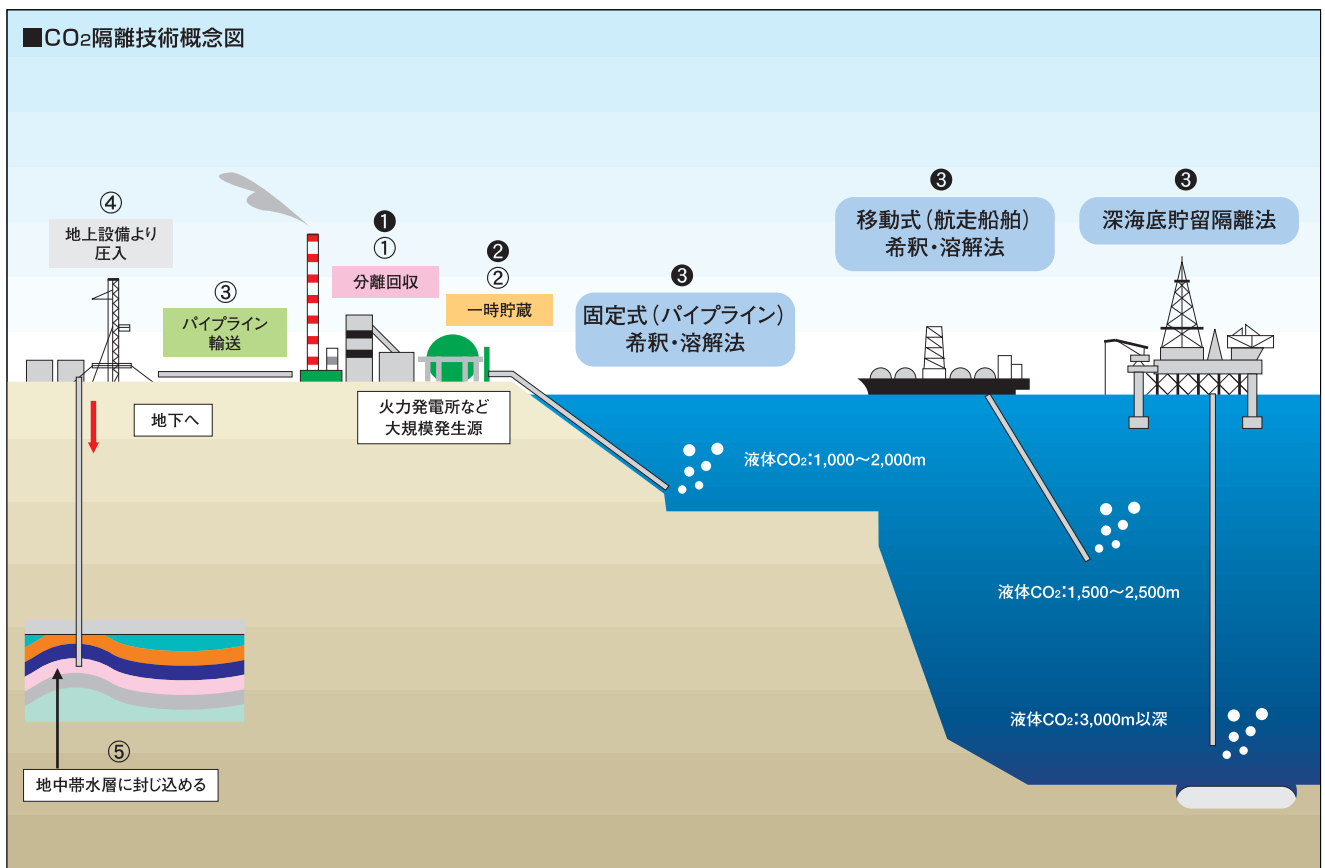 ■CO2隔離技術概念図
④
地上設備より
圧入
③
パイプライン
輸送
❶
①
分離回収
❷
②
一時貯蔵
❸
固定式（パイプライン）
希釈・溶解法
❸
移動式（航走船舶）
希釈・溶解法
❸
深海底貯留隔離法
地下へ
火力発電所など
大規模発生源
液体CO2：1,000〜2,000m
液体CO2：1,500〜2,500m
液体CO2：3,000m以深
⑤
地中帯水層に封じ込める